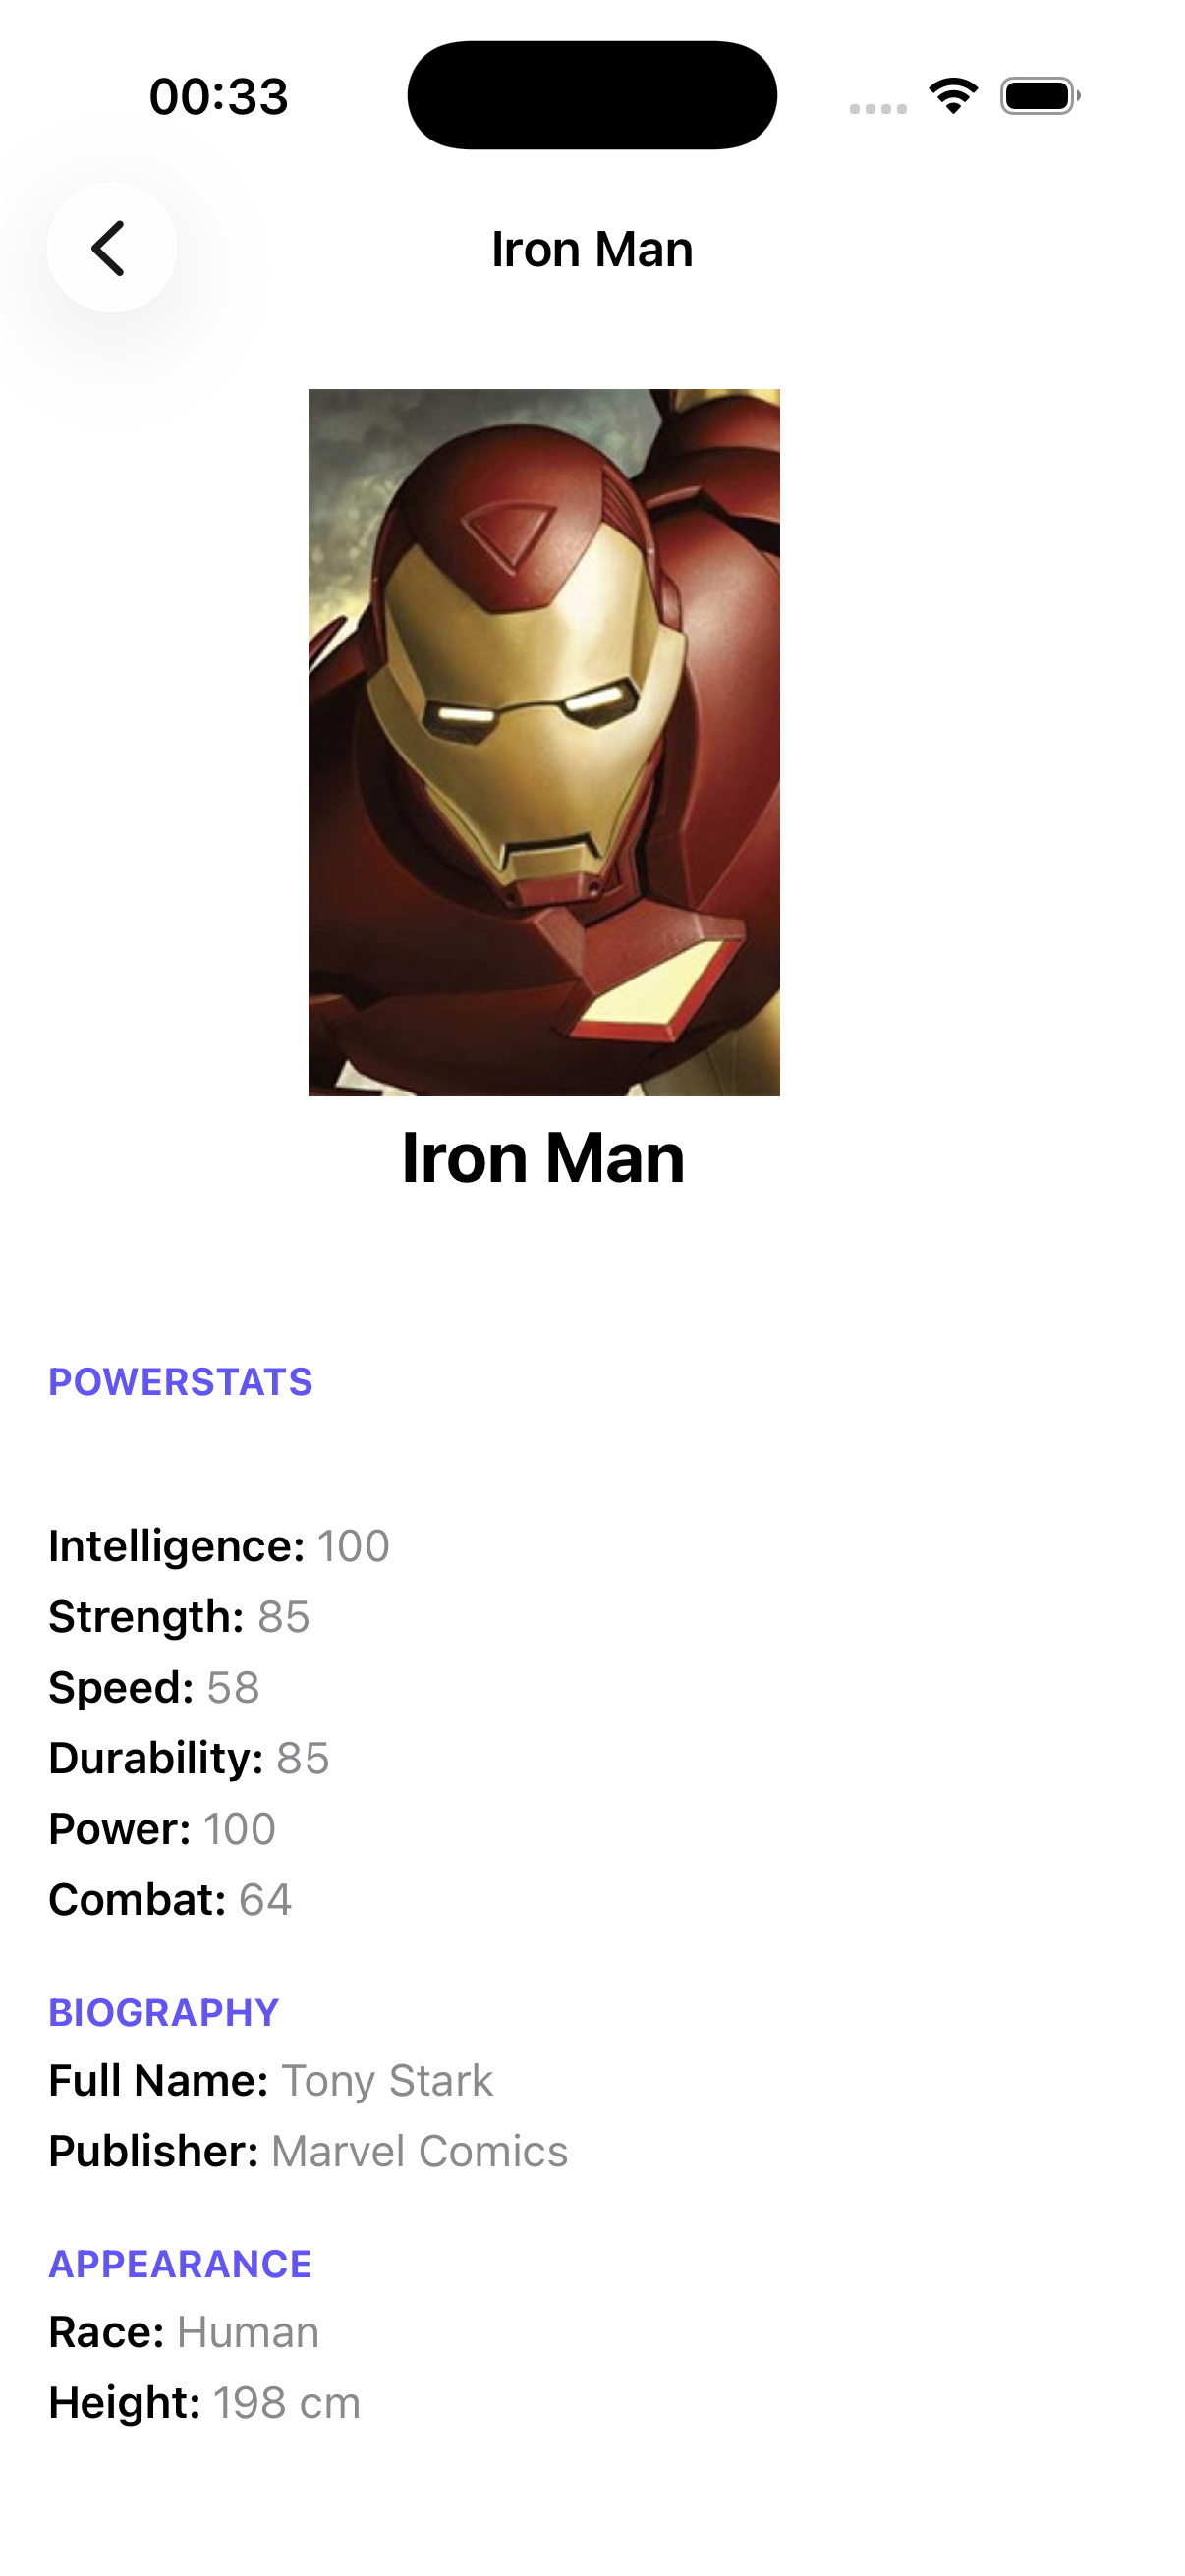 00:33
Iron Man
Iron Man
POWERSTATS
Intelligence: 100
Strength: 85
Speed: 58
Durability: 85
Power: 100
Combat: 64
BIOGRAPHY
Full Name: Tony Stark
Publisher: Marvel Comics
APPEARANCE
Race: Human
Height: 198 cm